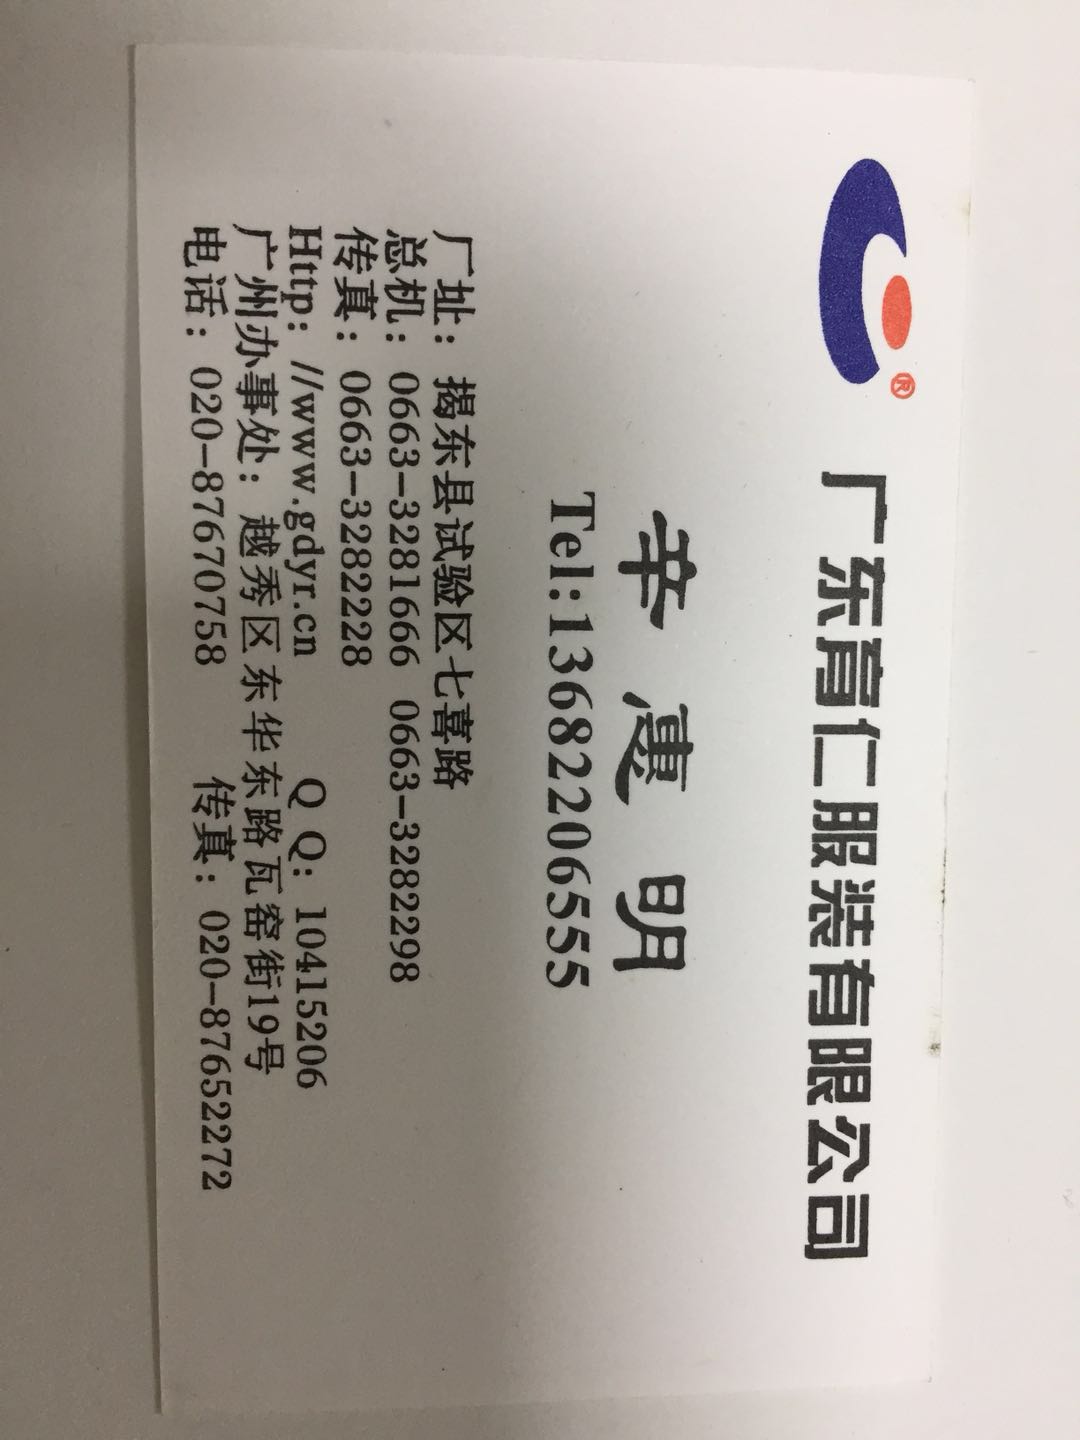 ®
广东育仁服装有限公司
辛惠明
Tel:13682206555
厂址：揭东县试验区七喜路
总机：0663-3281666 0663-3282298
传真：0663-3282228
Http：//www.gdyr.cn Q Q：10415206
广州办事处：越秀区东华东路瓦窑街19号
电话：020-87670758 传真：020-87652272